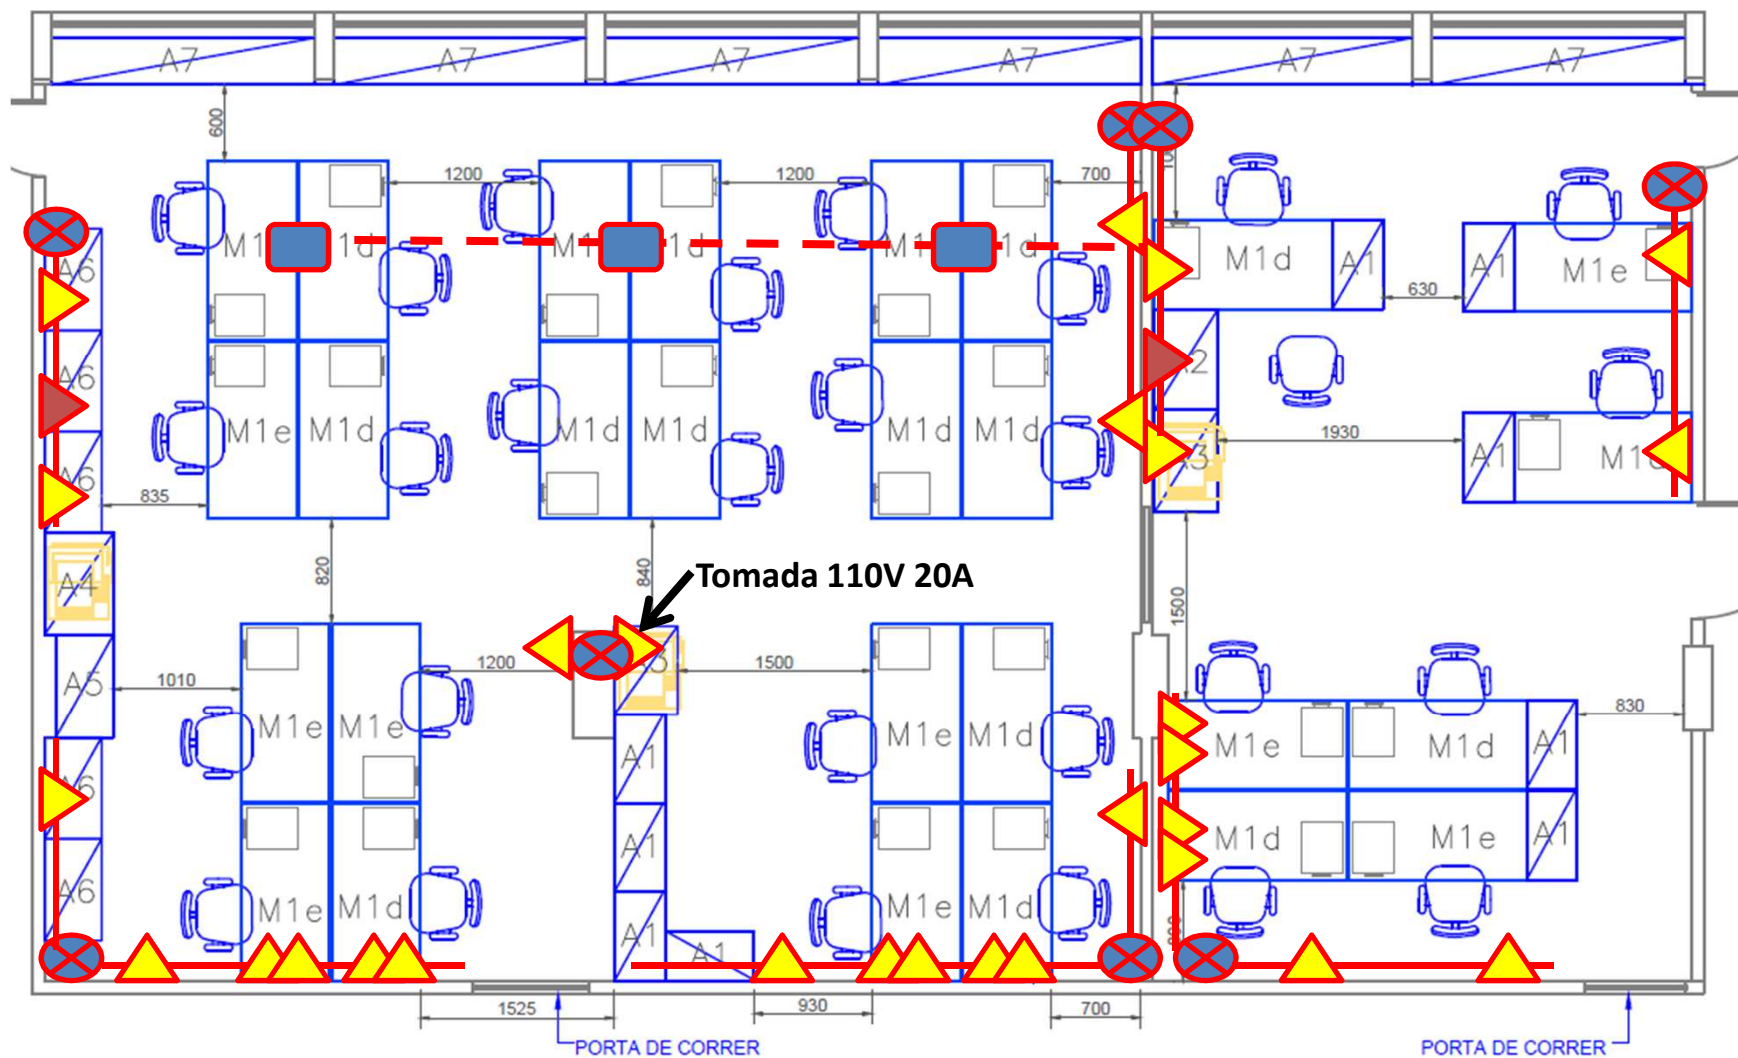 A7 A7 A7 A7 A7 A7
600
1200 1200 700
A6 M1 1d M1 1d M1 1d M1d A1 A1 M1e
630
A6 A2
M1e M1d M1d M1d M1d M1d 1930 A1
A6 A3
835
820 840
A4 Tomada 110V 20A
1500
1200 A3 1500
A5 1010 830
M1e M1e A1 M1e M1d M1e M1d A1
A6
A1 M1d M1e A1
A6 M1e M1d A1 A1 M1e M1d
1525 930 700
PORTA DE CORRER PORTA DE CORRER